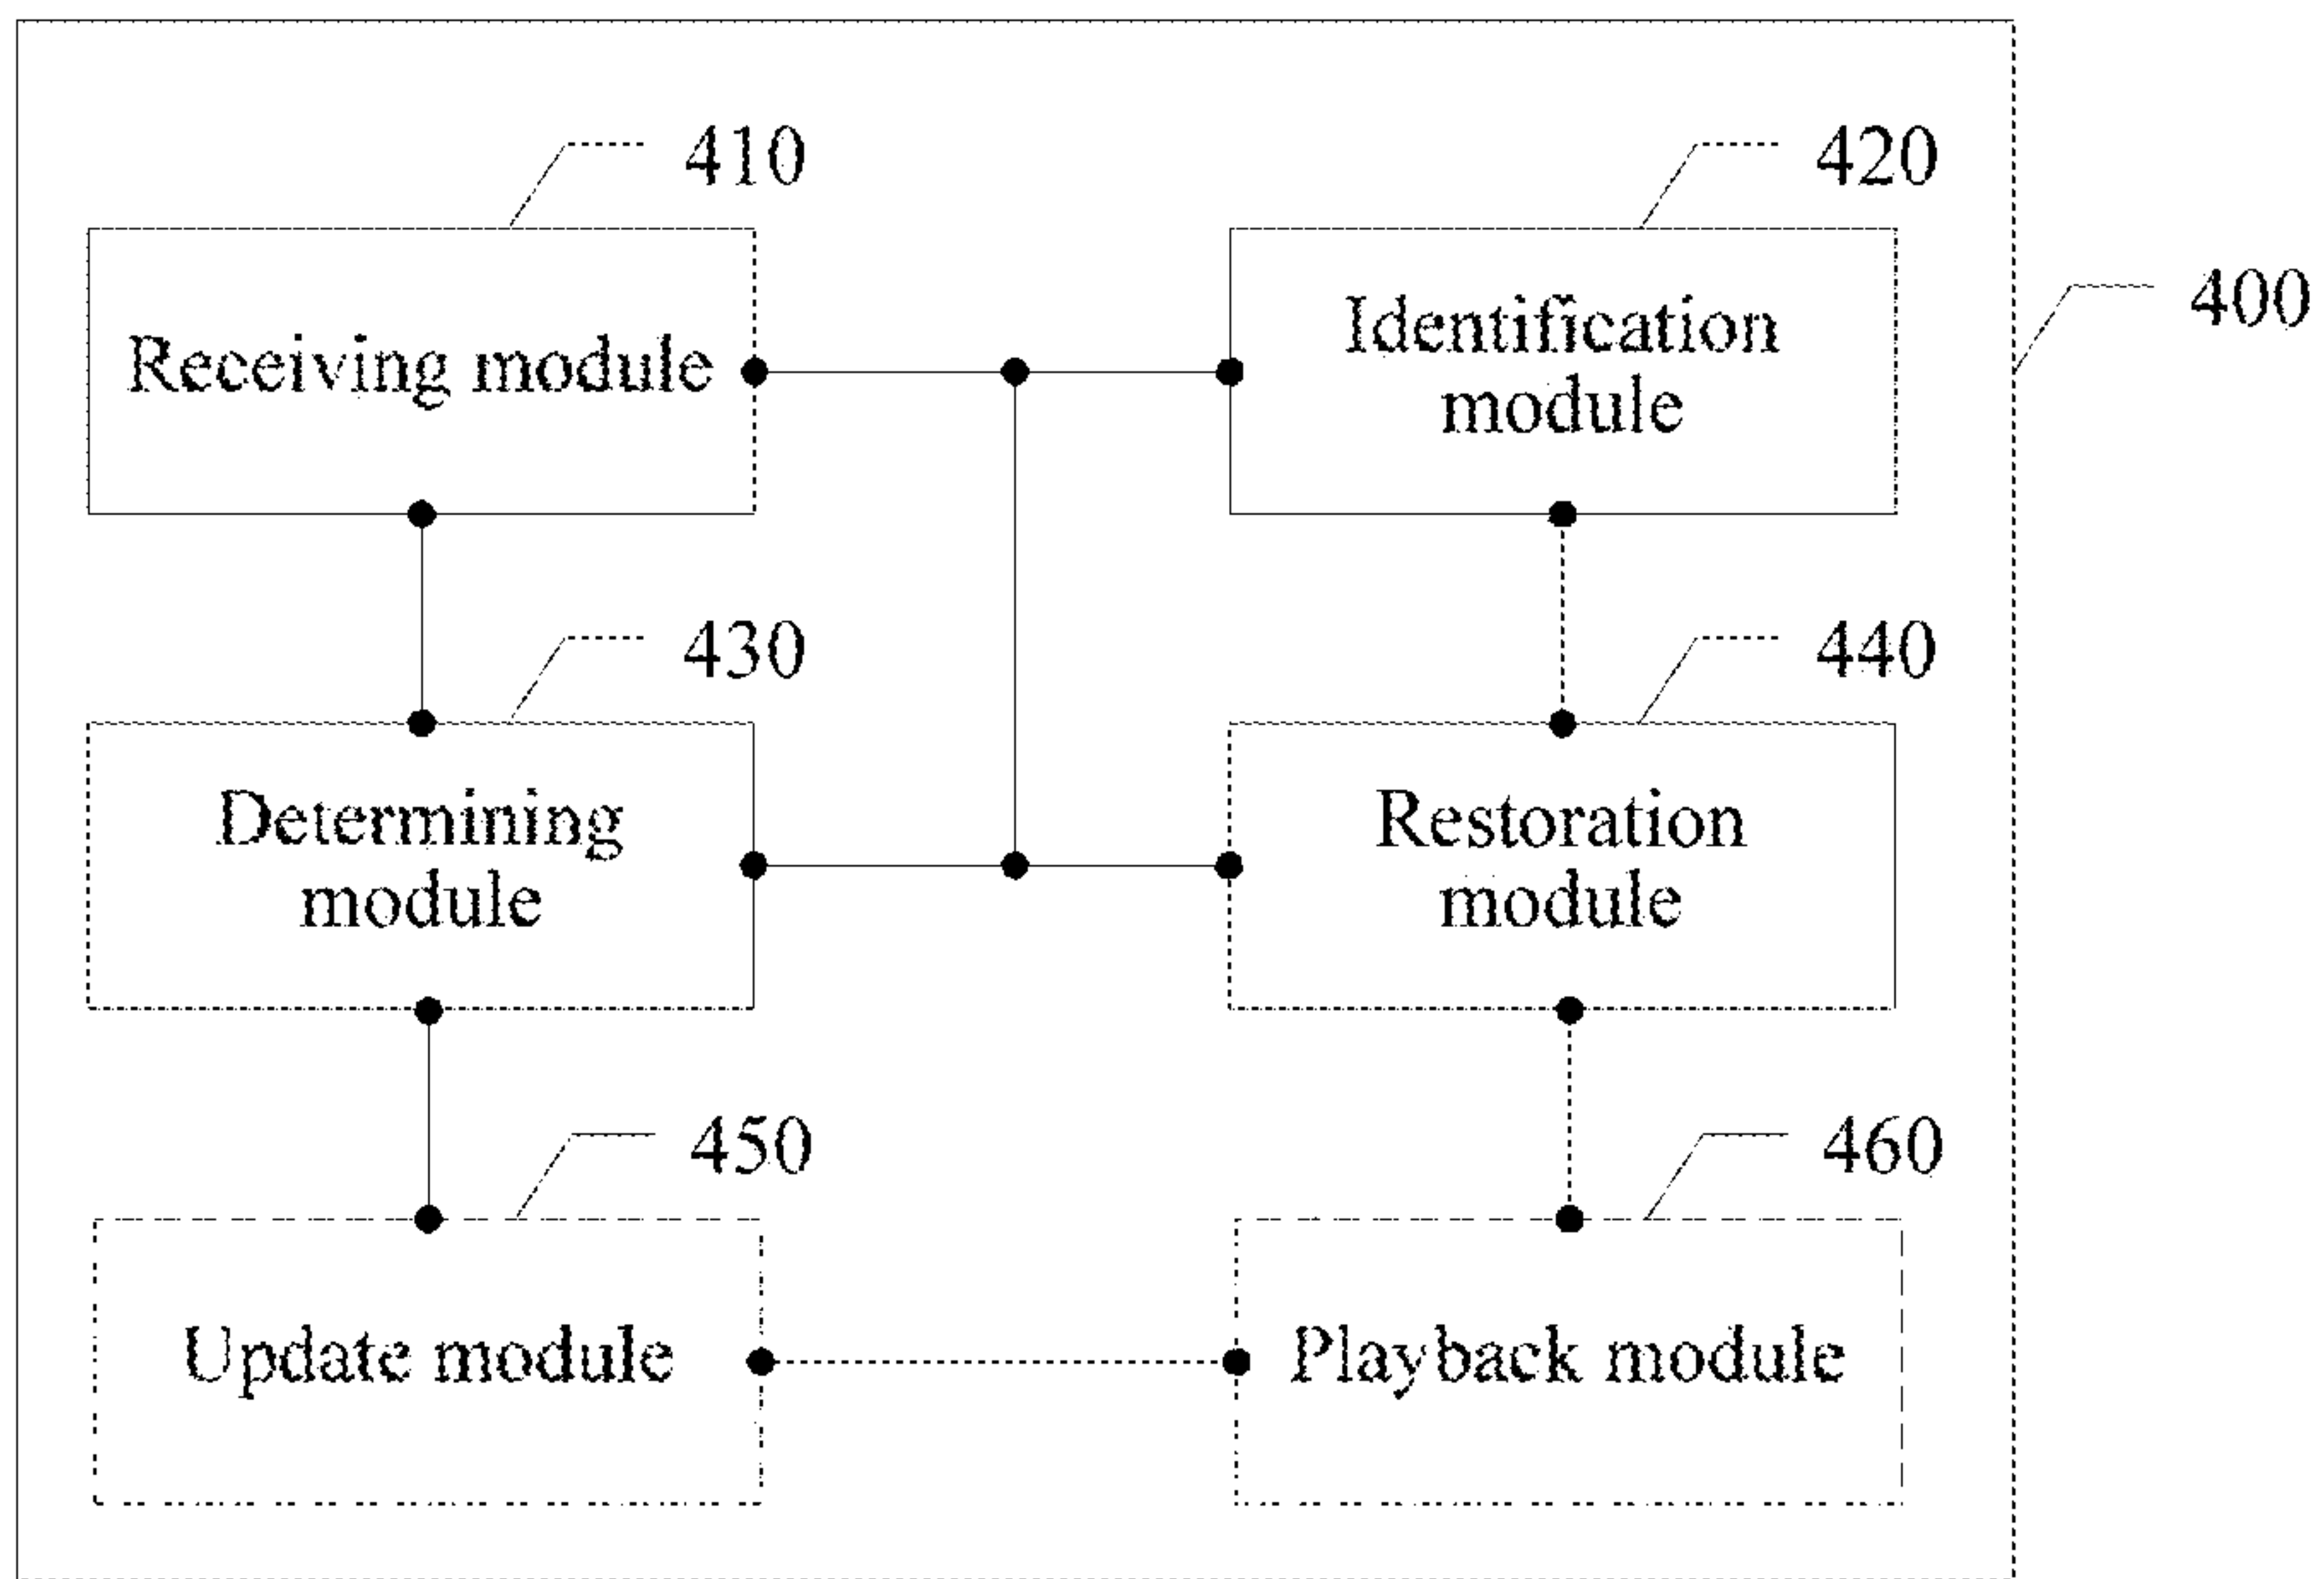 410
420
400
Receiving module
Identification
module
430
440
Determining
module
Restoration
module
450
460
Update module
Playback module